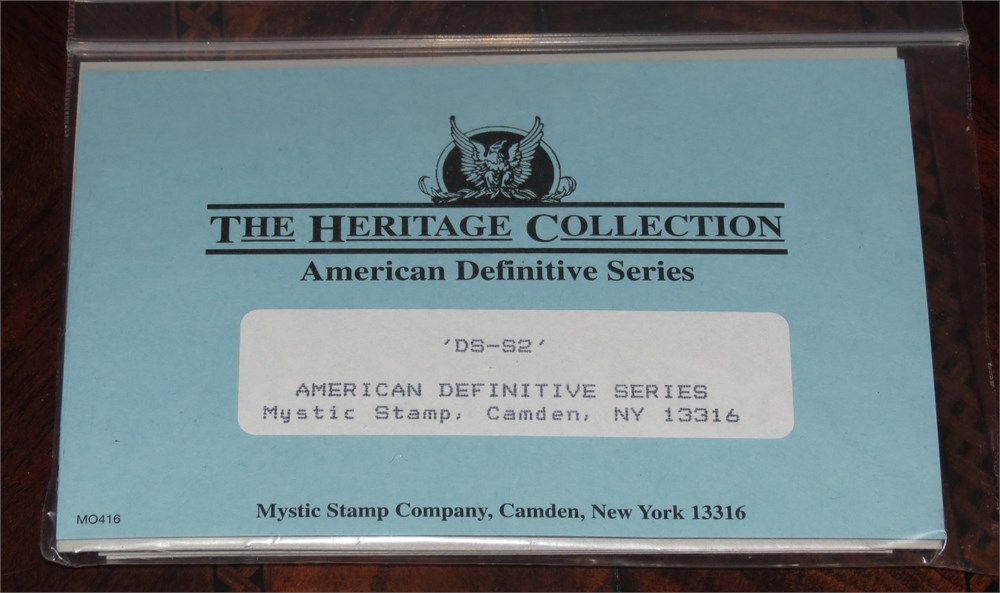 THE HERITAGE COLLECTION
American Definitive Series
'DS-S2'
AMERICAN DEFINITIVE SERIES
Mystic Stamp, Camden, NY 13316
Mystic Stamp Company, Camden, New York 13316
MO416